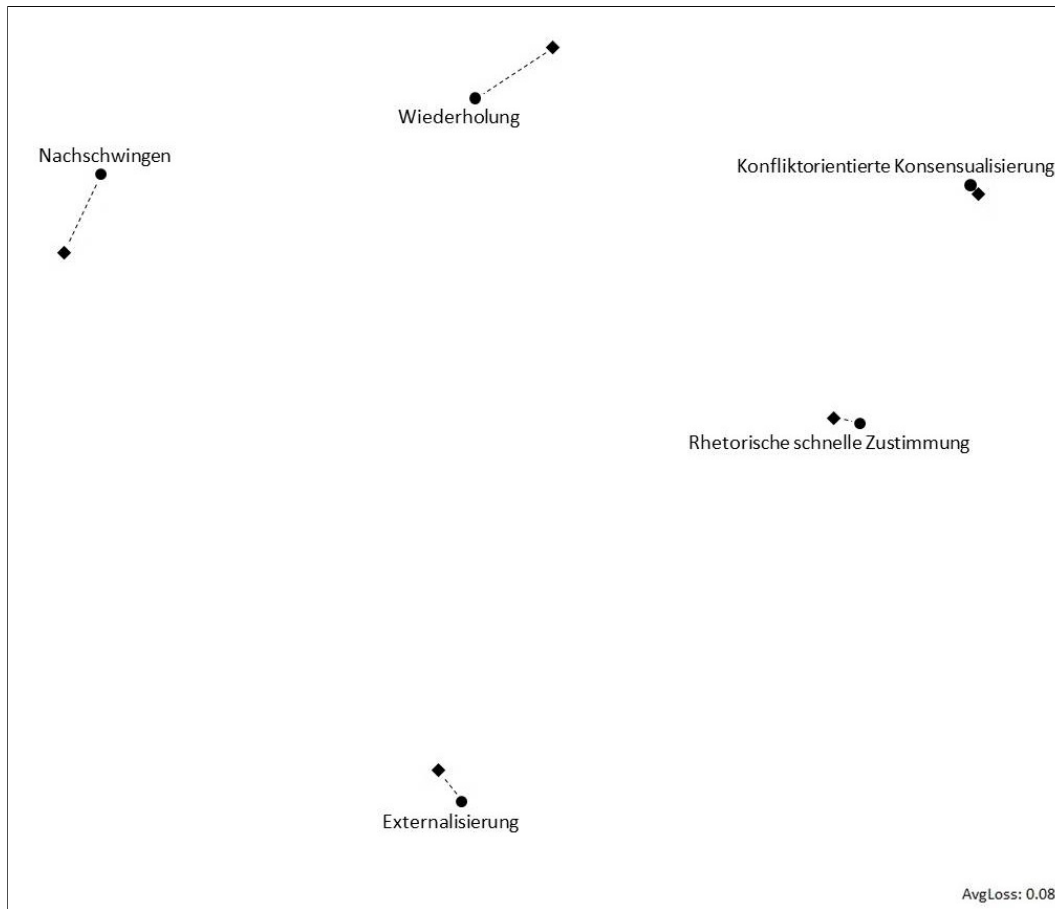 Wiederholung
Nachschwingen
Konfliktorientierte Konsensualisierung
Rhetorische schnelle Zustimmung
Externalisierung
AvgLoss: 0.08